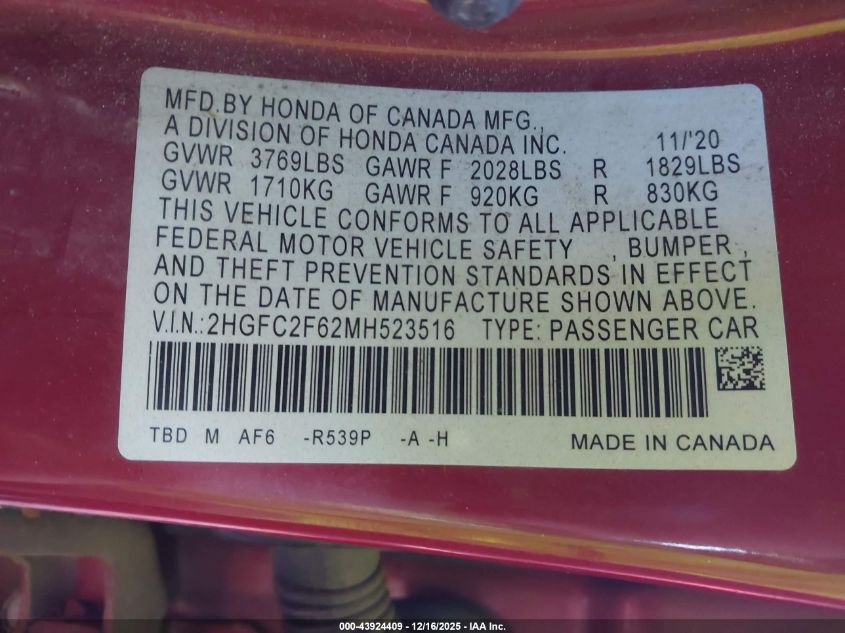 MFD.BY HONDA OF CANADA MFG.,
A DIVISION OF HONDA CANADA INC. 11/'20
GVWR 3769LBS GAWR F 2028LBS R 1829LBS
GVWR 1710KG GAWR F 920KG R 830KG
THIS VEHICLE CONFORMS TO ALL APPLICABLE
FEDERAL MOTOR VEHICLE SAFETY , BUMPER ,
AND THEFT PREVENTION STANDARDS IN EFFECT
ON THE DATE OF MANUFACTURE SHOWN ABOVE.
V.I.N.:2HGFC2F62MH523516 TYPE: PASSENGER CAR
TBD M AF6 -R539P -A -H MADE IN CANADA
000-43924409 - 12/16/2025 - IAA Inc.